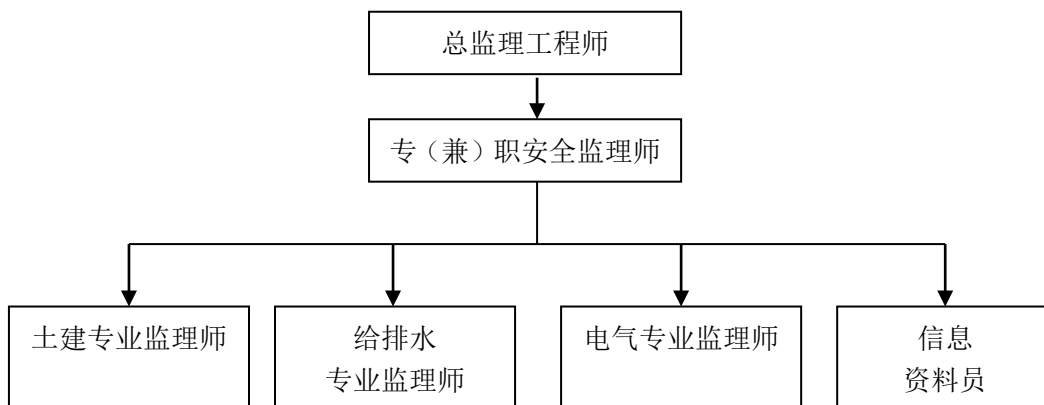 总监理工程师
专（兼）职安全监理师
土建专业监理师
给排水
专业监理师
电气专业监理师
信息
资料员